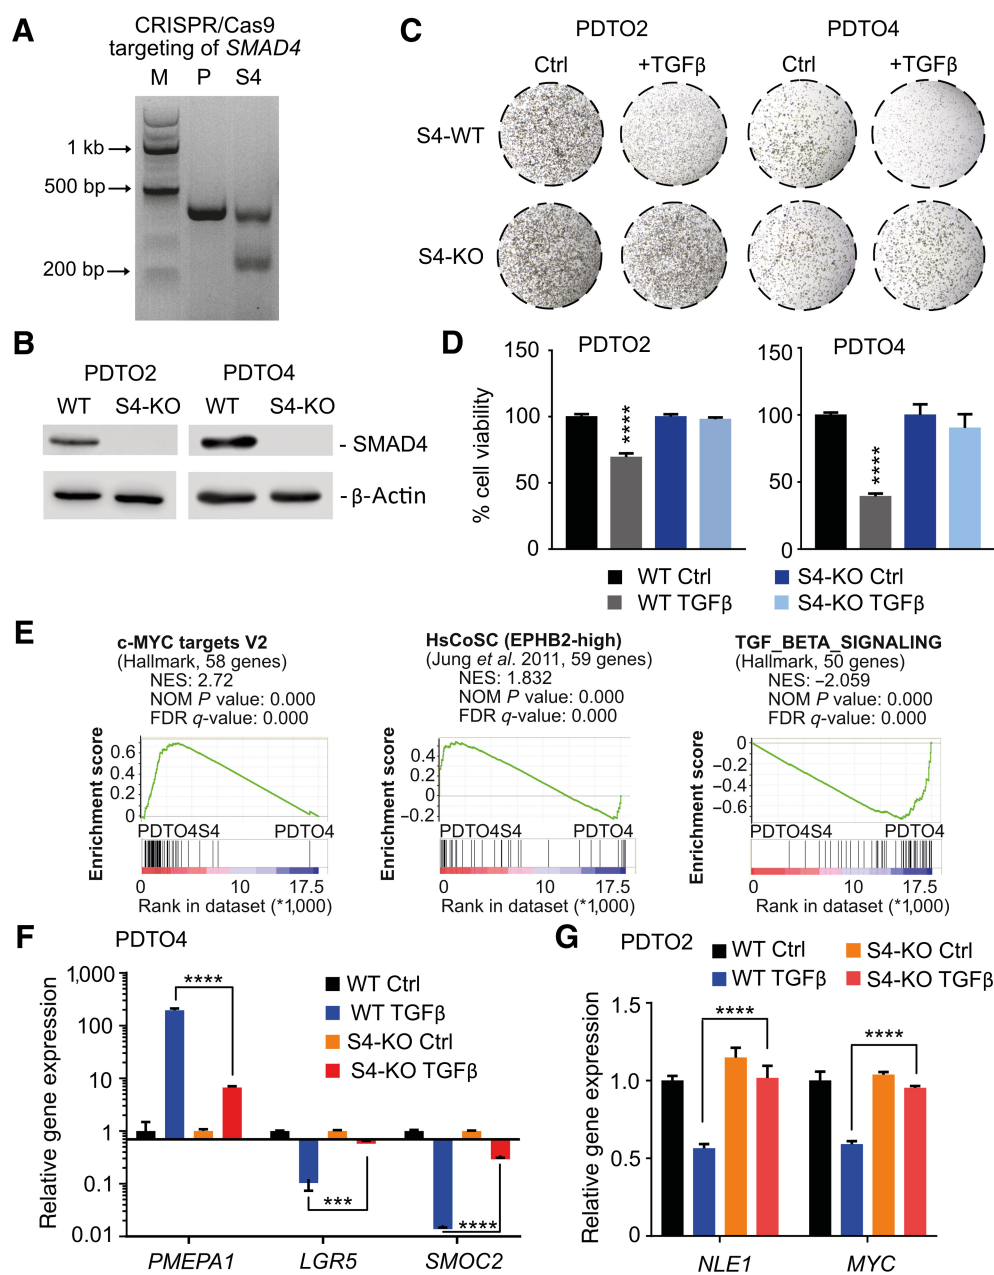 A
CRISPR/Cas9
targeting of SMAD4
M P S4
1 kb
500 bp
200 bp
B
PDTO2 PDTO4
WT S4-KO WT S4-KO
- SMAD4
- β-Actin
C
PDTO2 PDTO4
Ctrl +TGFβ Ctrl +TGFβ
S4-WT
S4-KO
D
PDTO2
% cell viability
150
100
50
0
****
PDTO4
150
100
50
0
****
WT Ctrl
WT TGFβ
S4-KO Ctrl
S4-KO TGFβ
E
c-MYC targets V2
(Hallmark, 58 genes)
NES: 2.72
NOM P value: 0.000
FDR q-value: 0.000
Enrichment score
0.6
0.4
0.2
0
PDTO4S4 PDTO4
0 10 17.5
Rank in dataset (*1,000)
HsCoSC (EPHB2-high)
(Jung et al. 2011, 59 genes)
NES: 1.832
NOM P value: 0.000
FDR q-value: 0.000
Enrichment score
0.4
0.2
0
−0.2
PDTO4S4 PDTO4
0 10 17.5
Rank in dataset (*1,000)
TGF_BETA_SIGNALING
(Hallmark, 50 genes)
NES: −2.059
NOM P value: 0.000
FDR q-value: 0.000
Enrichment score
0
−0.2
−0.4
−0.6
PDTO4S4 PDTO4
0 10 17.5
Rank in dataset (*1,000)
F
PDTO4
Relative gene expression
1,000
100
10
1
0.1
0.01
****
***
****
WT Ctrl
WT TGFβ
S4-KO Ctrl
S4-KO TGFβ
PMEPA1 LGR5 SMOC2
G
PDTO2
WT Ctrl
WT TGFβ
S4-KO Ctrl
S4-KO TGFβ
Relative gene expression
1.5
1.0
0.5
0
****
****
NLE1 MYC